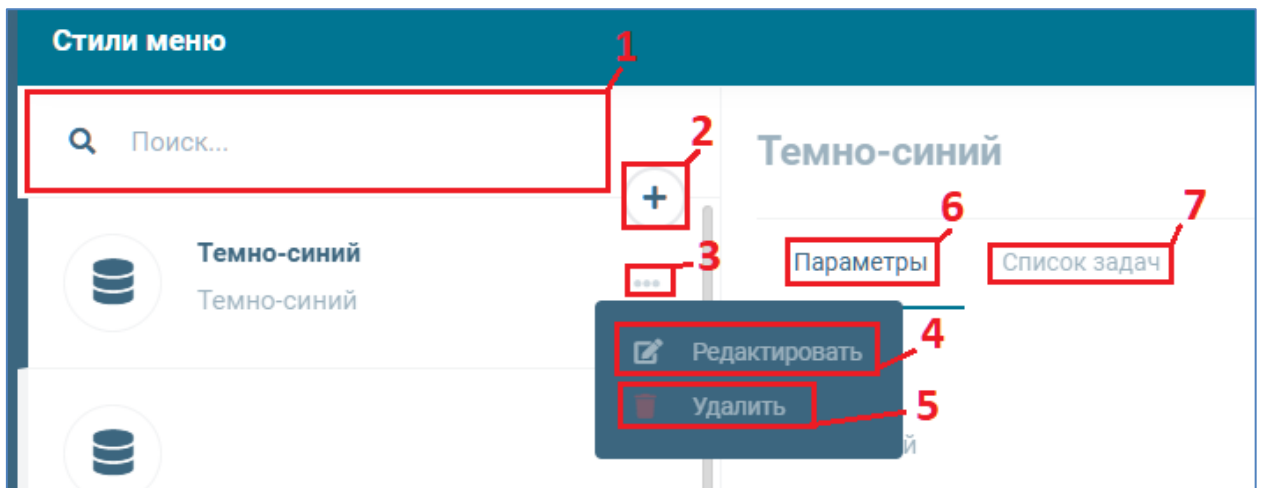 Стили меню
1
Поиск...
2
Темно-синий
6
7
Темно-синий
3
Параметры
Список задач
Темно-синий
Редактировать
4
Удалить
5
й